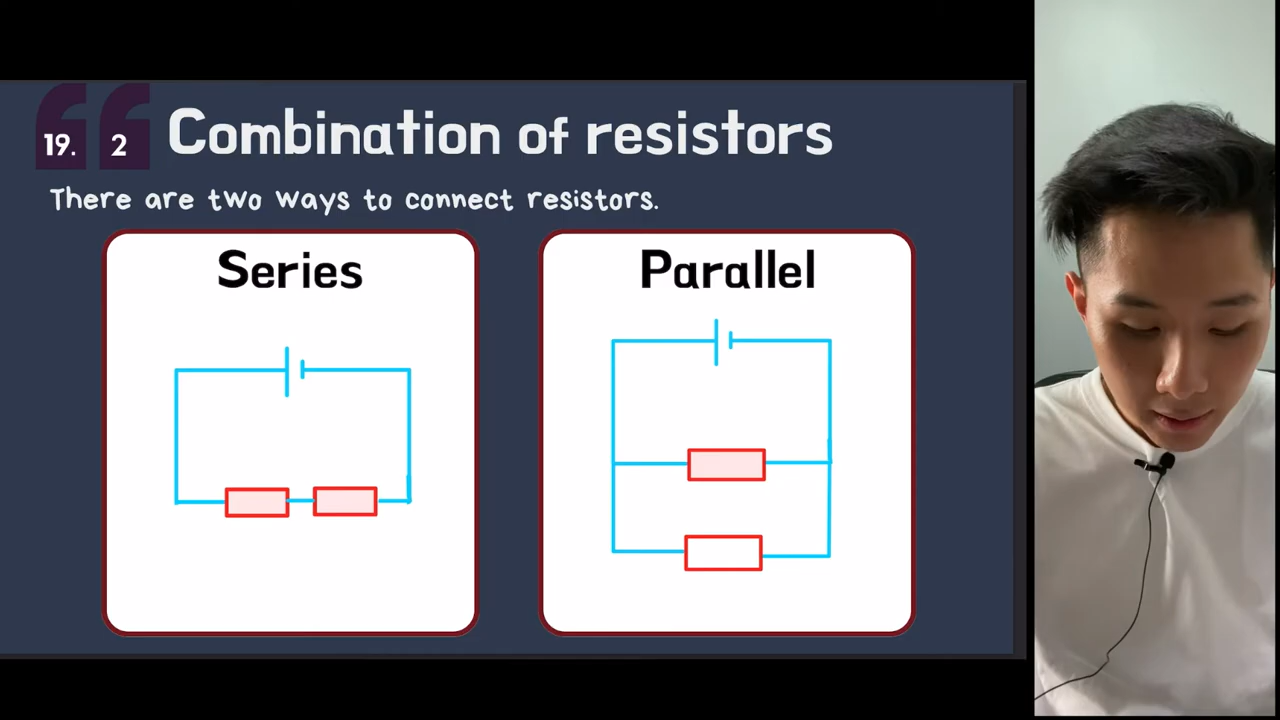 19. 2 Combination of resistors
There are two ways to connect resistors.
Series
Parallel